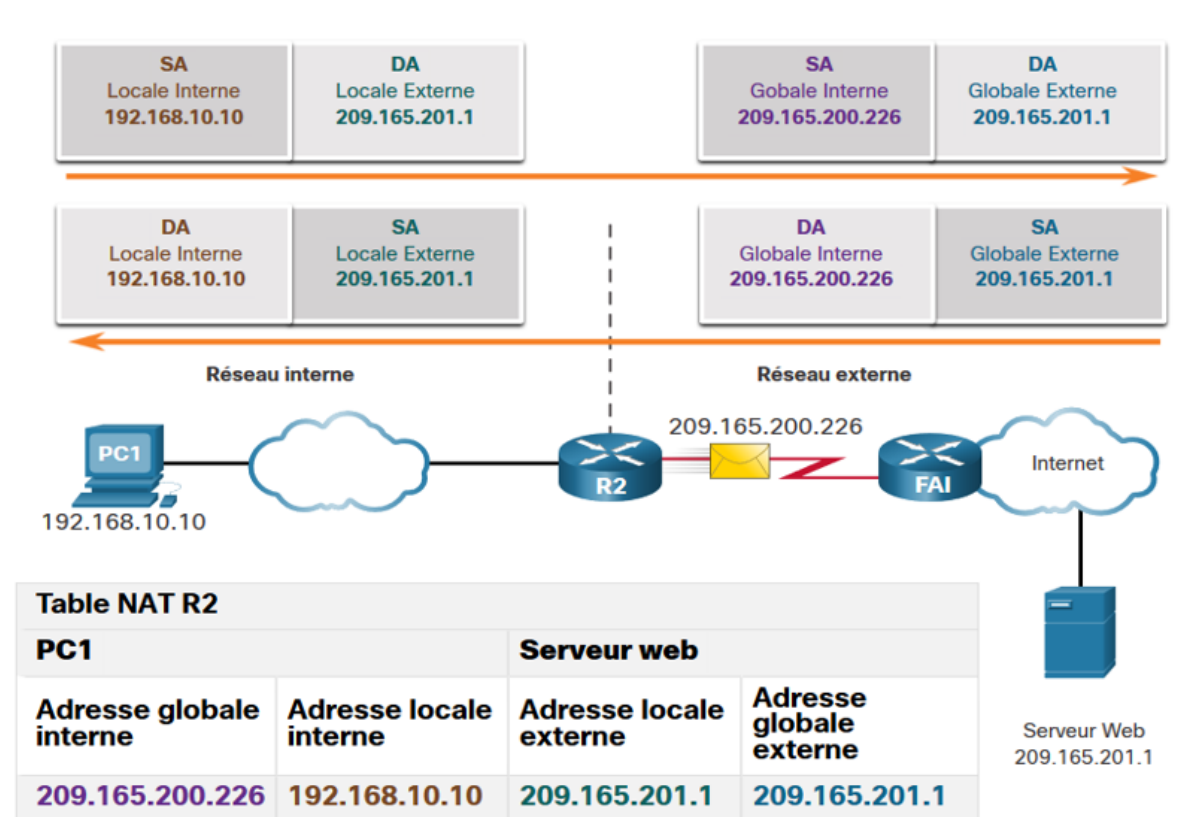 SA
Locale Interne
192.168.10.10
DA
Locale Externe
209.165.201.1
SA
Gobale Interne
209.165.200.226
DA
Globale Externe
209.165.201.1
DA
Locale Interne
192.168.10.10
SA
Locale Externe
209.165.201.1
DA
Globale Interne
209.165.200.226
SA
Globale Externe
209.165.201.1
Réseau interne
Réseau externe
209.165.200.226
PC1
R2
FAI
Internet
192.168.10.10
Table NAT R2
PC1
Serveur web
Adresse globale
interne
Adresse locale
interne
Adresse locale
externe
Adresse
globale
externe
209.165.200.226
192.168.10.10
209.165.201.1
209.165.201.1
Serveur Web
209.165.201.1